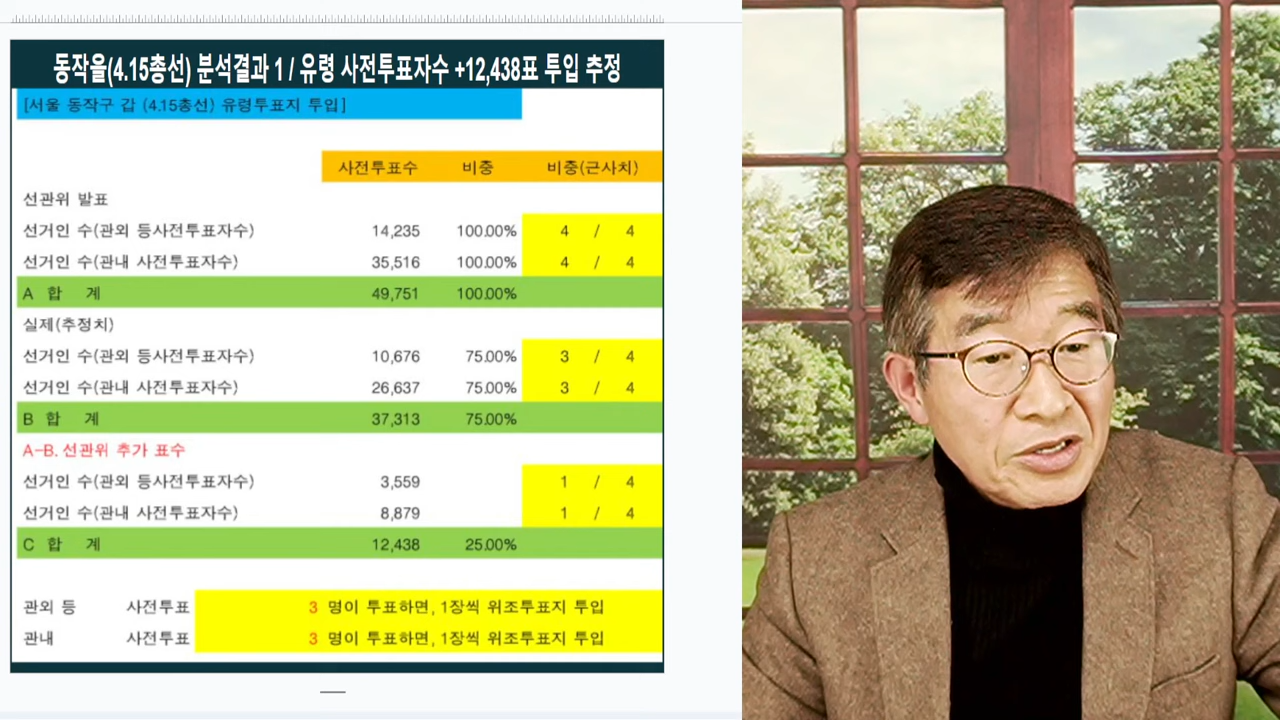 동작을(4.15총선) 분석결과 1 / 유령 사전투표자수 +12,438표 투입 추정
[서울 동작구 갑 (4.15총선) 유령투표지 투입]
사전투표수 비중 비중(근사치)
선관위 발표
선거인 수(관외 등사전투표자수) 14,235 100.00% 4 / 4
선거인 수(관내 사전투표자수) 35,516 100.00% 4 / 4
A 합 계 49,751 100.00%
실제(추정치)
선거인 수(관외 등사전투표자수) 10,676 75.00% 3 / 4
선거인 수(관내 사전투표자수) 26,637 75.00% 3 / 4
B 합 계 37,313 75.00%
A-B. 선관위 추가 표수
선거인 수(관외 등사전투표자수) 3,559 1 / 4
선거인 수(관내 사전투표자수) 8,879 1 / 4
C 합 계 12,438 25.00%
관외 등 사전투표 3 명이 투표하면, 1장씩 위조투표지 투입
관내 사전투표 3 명이 투표하면, 1장씩 위조투표지 투입